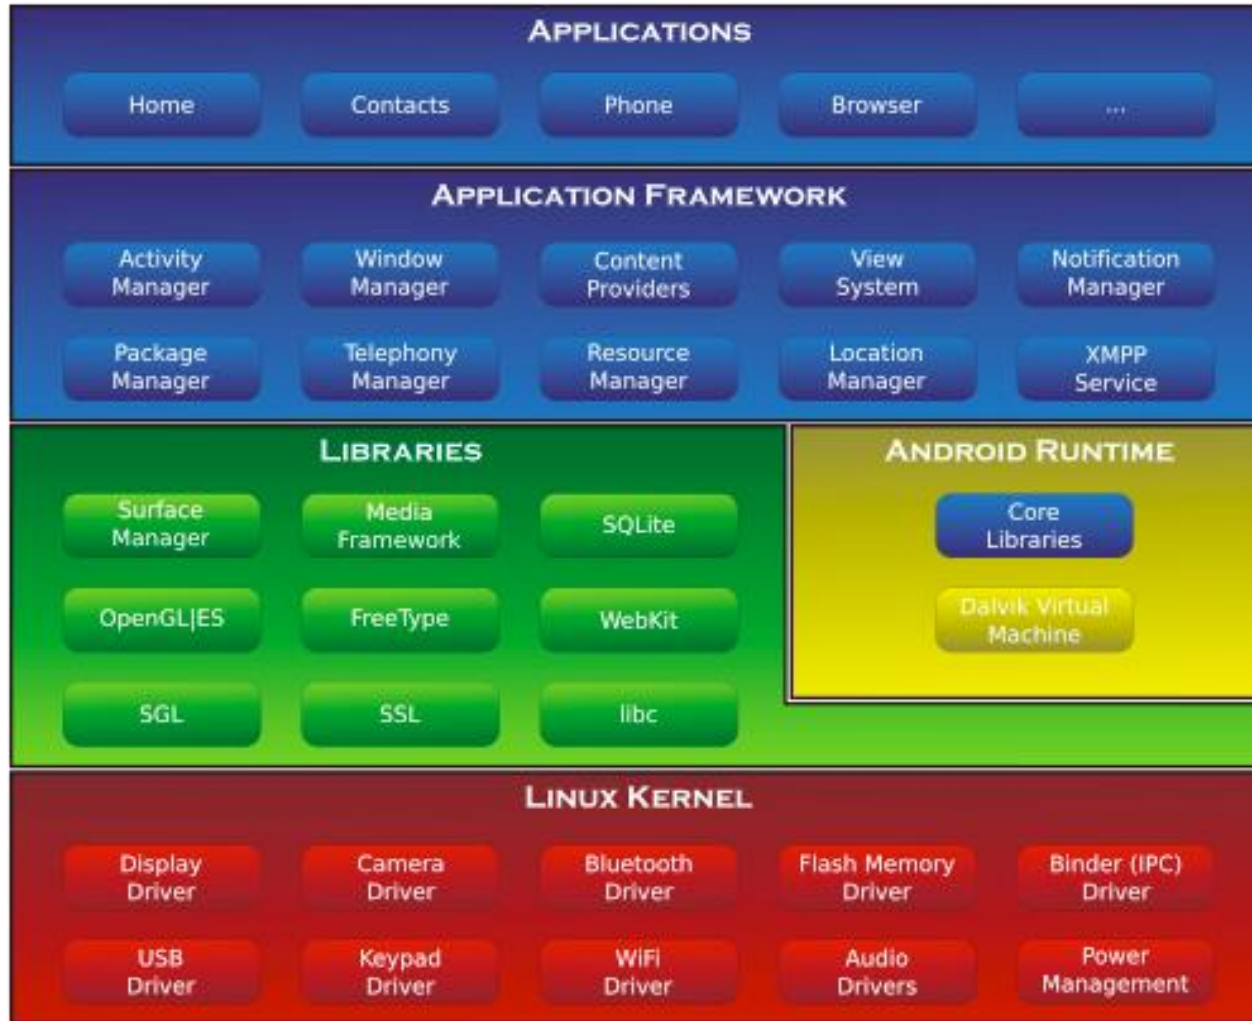 APPLICATIONS
Home
Contacts
Phone
Browser
...
APPLICATION FRAMEWORK
Activity
Manager
Window
Manager
Content
Providers
View
System
Notification
Manager
Package
Manager
Telephony
Manager
Resource
Manager
Location
Manager
XMPP
Service
LIBRARIES
Surface
Manager
Media
Framework
SQLite
OpenGL|ES
FreeType
WebKit
SGL
SSL
libc
ANDROID RUNTIME
Core
Libraries
Dalvik Virtual
Machine
LINUX KERNEL
Display
Driver
Camera
Driver
Bluetooth
Driver
Flash Memory
Driver
Binder (IPC)
Driver
USB
Driver
Keypad
Driver
WiFi
Driver
Audio
Drivers
Power
Management